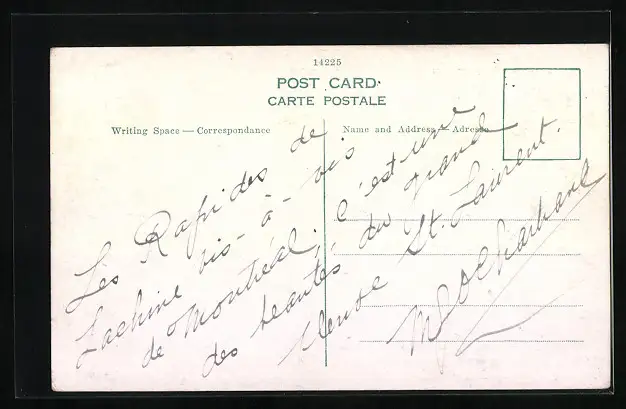 14225
POST CARD
CARTE POSTALE
Writing Space — Correspondance
Name and Address — Adresse
Les Rapides de
Lachine vis-à-vis
de Montréal; C'est une
des beautés du grand
fleuve St. Laurent.